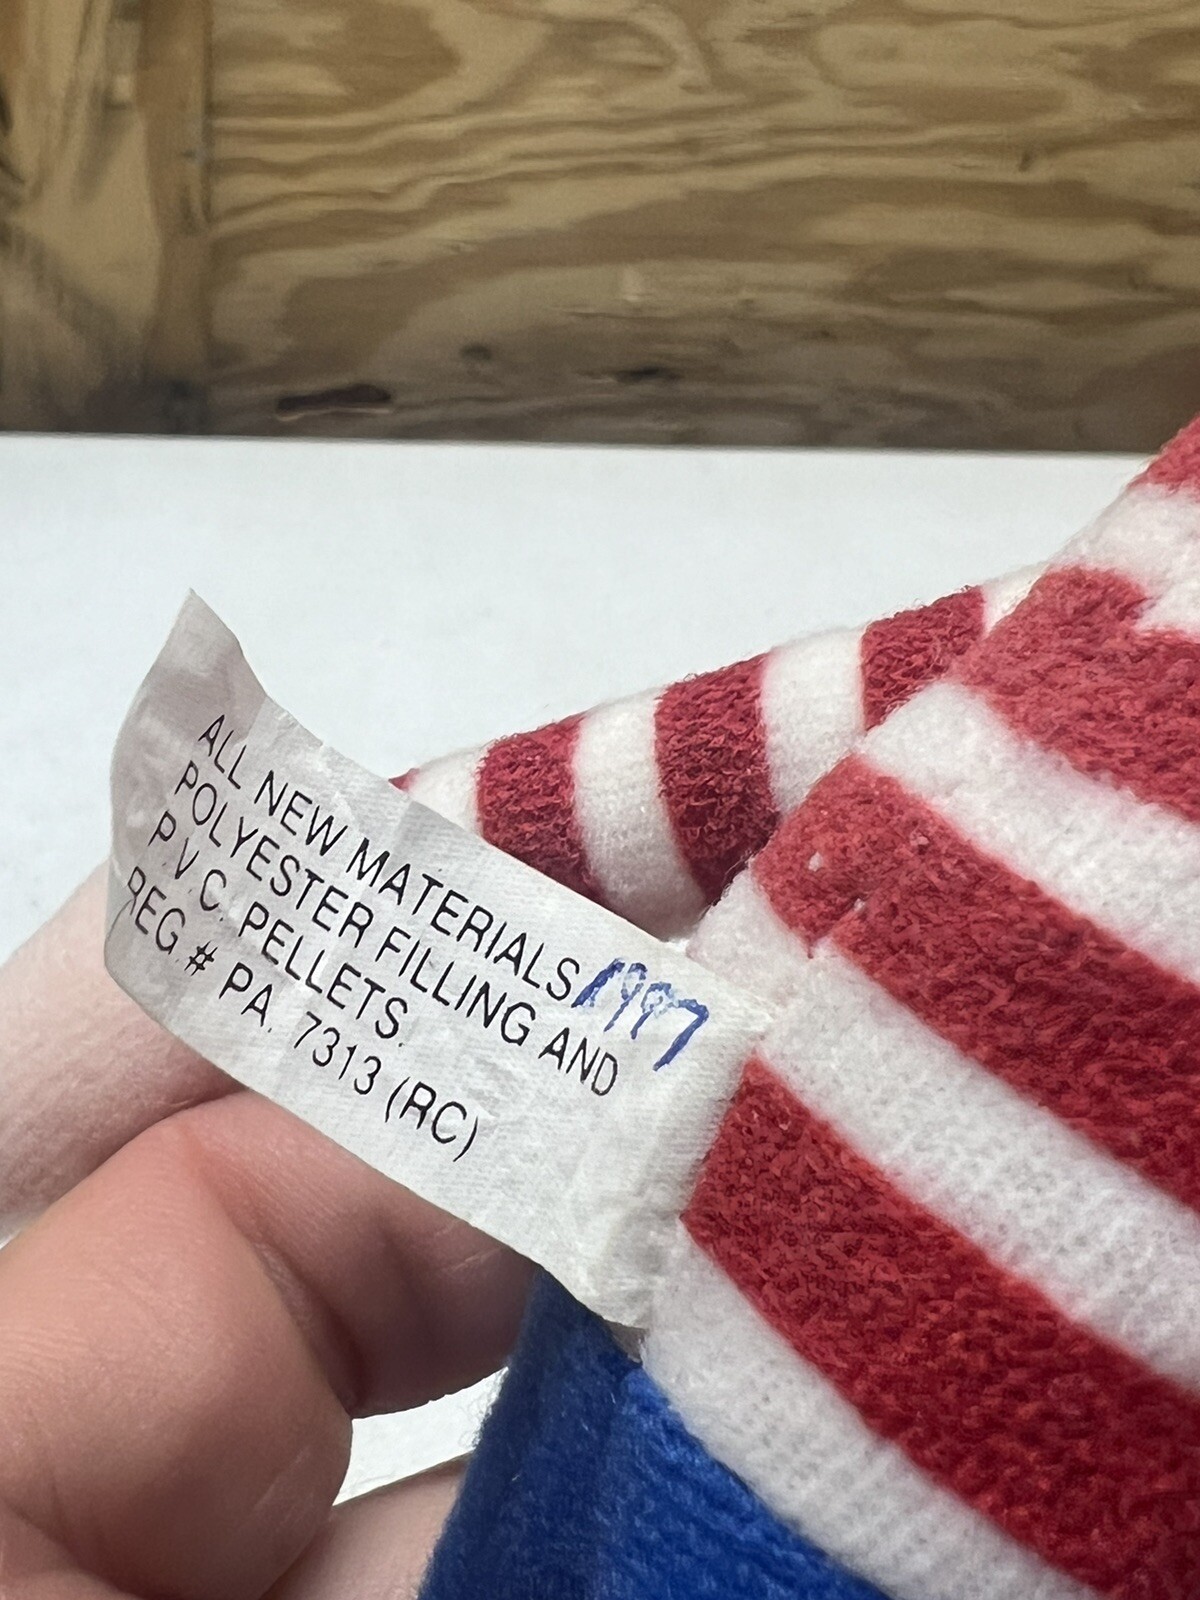 ALL NEW MATERIALS 1997
POLYESTER FILLING AND
P.V.C. PELLETS.
REG.# PA. 7313 (RC)